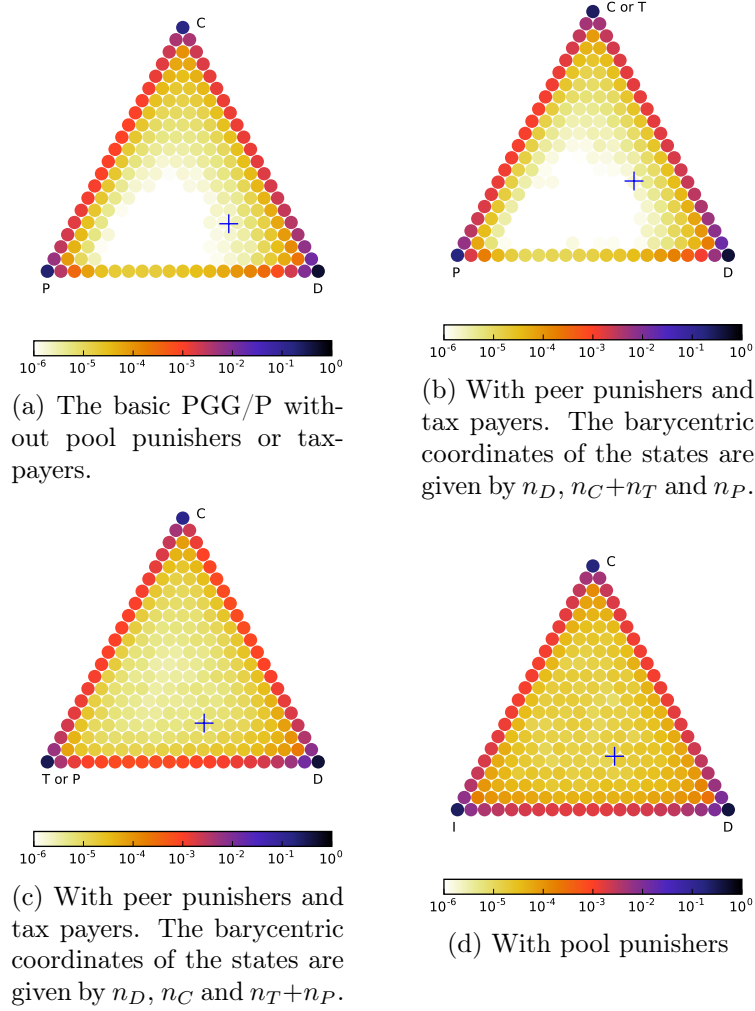 C
P
D
10^-6 10^-5 10^-4 10^-3 10^-2 10^-1 10^0
(a) The basic PGG/P with-
out pool punishers or tax-
payers.
C or T
P
D
10^-6 10^-5 10^-4 10^-3 10^-2 10^-1 10^0
(b) With peer punishers and
tax payers. The barycentric
coordinates of the states are
given by n_D, n_C+n_T and n_P.
C
T or P
D
10^-6 10^-5 10^-4 10^-3 10^-2 10^-1 10^0
(c) With peer punishers and
tax payers. The barycentric
coordinates of the states are
given by n_D, n_C and n_T+n_P.
C
I
D
10^-6 10^-5 10^-4 10^-3 10^-2 10^-1 10^0
(d) With pool punishers